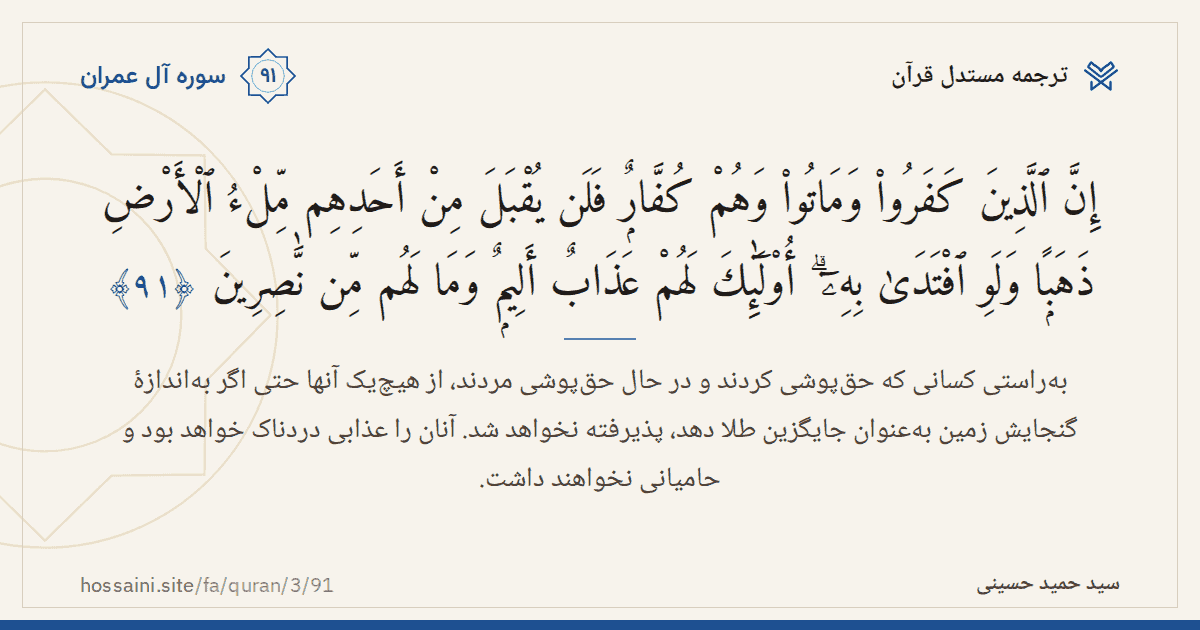 ترجمه مستدل قرآن
۹۱ سوره آل عمران
إِنَّ ٱلَّذِينَ كَفَرُوا۟ وَمَاتُوا۟ وَهُمْ كُفَّارٌۭ فَلَن يُقْبَلَ مِنْ أَحَدِهِم مِّلْءُ ٱلْأَرْضِ
ذَهَبًۭا وَلَوِ ٱفْتَدَىٰ بِهِۦٓ ۗ أُو۟لَـٰٓئِكَ لَهُمْ عَذَابٌ أَلِيمٌۭ وَمَا لَهُم مِّن نَّـٰصِرِينَ ﴿۹۱﴾
به‌راستی کسانی که حق‌پوشی کردند و در حال حق‌پوشی مردند، از هیچ‌یک آنها حتی اگر به‌اندازهٔ
گنجایش زمین به‌عنوان جایگزین طلا دهد، پذیرفته نخواهد شد. آنان را عذابی دردناک خواهد بود و
حامیانی نخواهند داشت.
سید حمید حسینی
hossaini.site/fa/quran/3/91